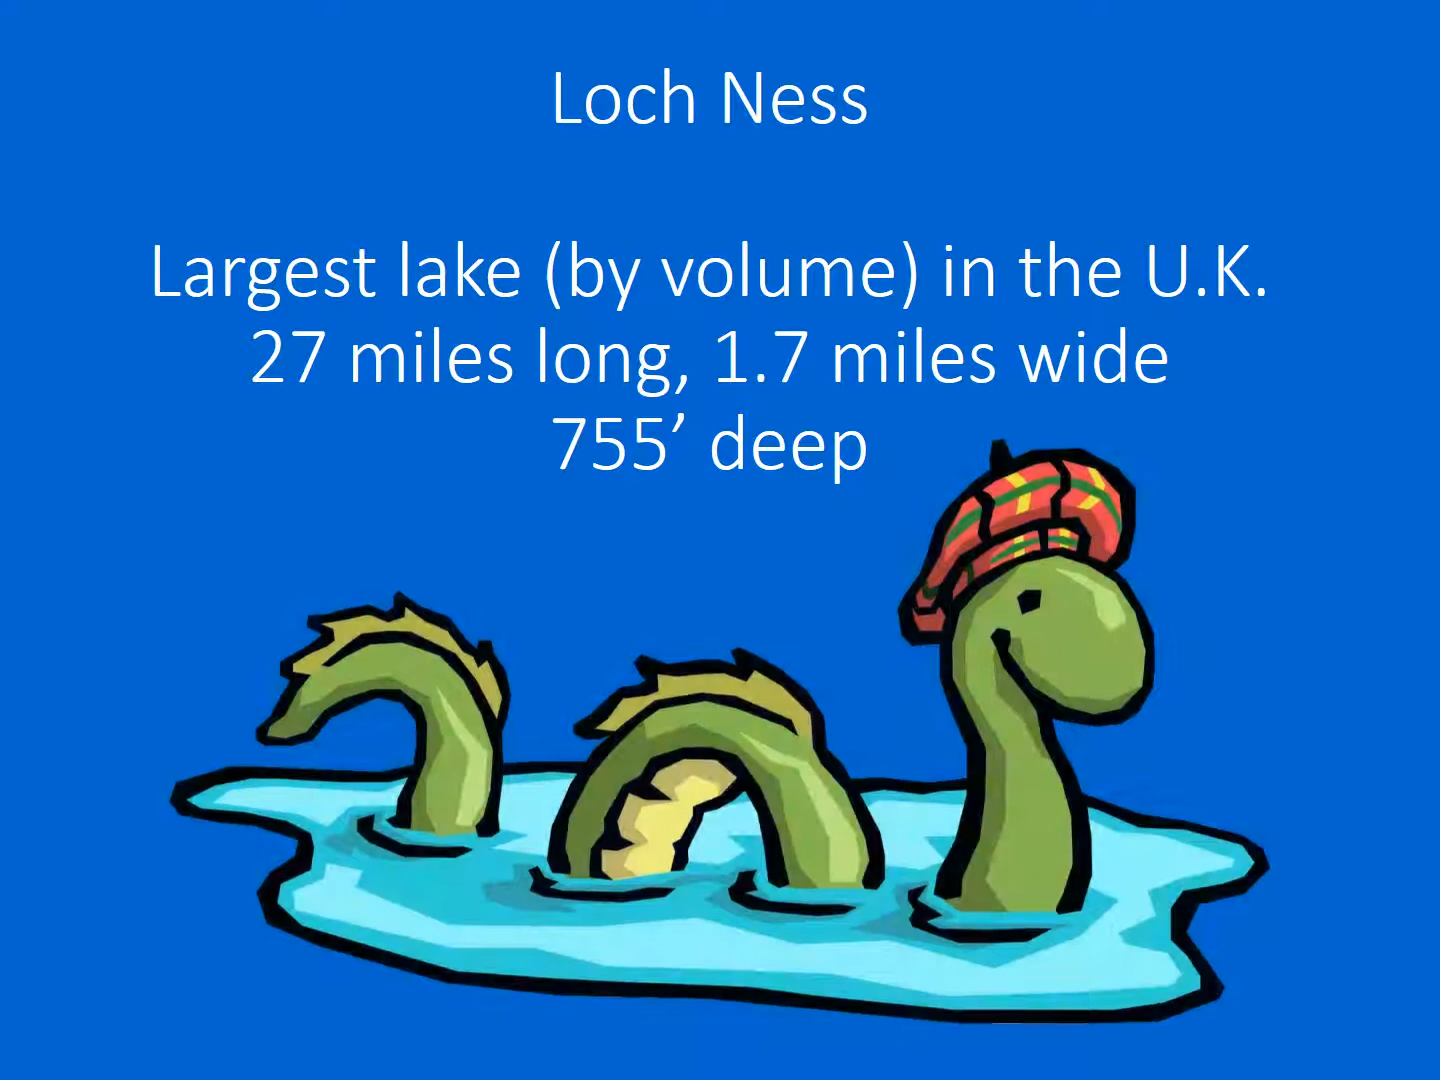 Loch Ness
Largest lake (by volume) in the U.K.
27 miles long, 1.7 miles wide
755’ deep